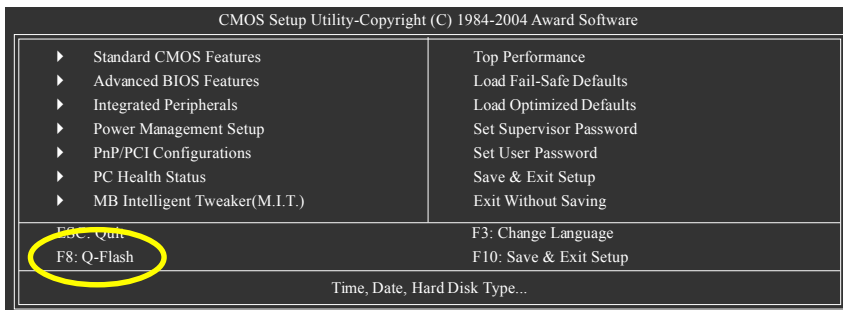 CMOS Setup Utility-Copyright (C) 1984-2004 Award Software
Standard CMOS Features
Advanced BIOS Features
Integrated Peripherals
Power Management Setup
PnP/PCI Configurations
PC Health Status
MB Intelligent Tweaker(M.I.T.)
Top Performance
Load Fail-Safe Defaults
Load Optimized Defaults
Set Supervisor Password
Set User Password
Save & Exit Setup
Exit Without Saving
ESC: Quit
F3: Change Language
F8: Q-Flash
F10: Save & Exit Setup
Time, Date, Hard Disk Type...